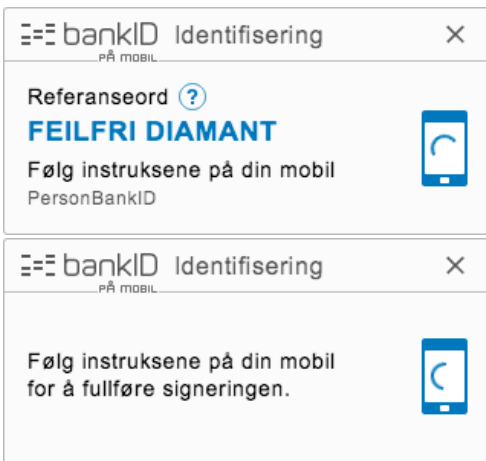 bankID Identifisering
PÅ MOBIL
Referanseord ?
FEILFRI DIAMANT
Følg instruksene på din mobil
PersonBankID
bankID Identifisering
PÅ MOBIL
Følg instruksene på din mobil
for å fullføre signeringen.